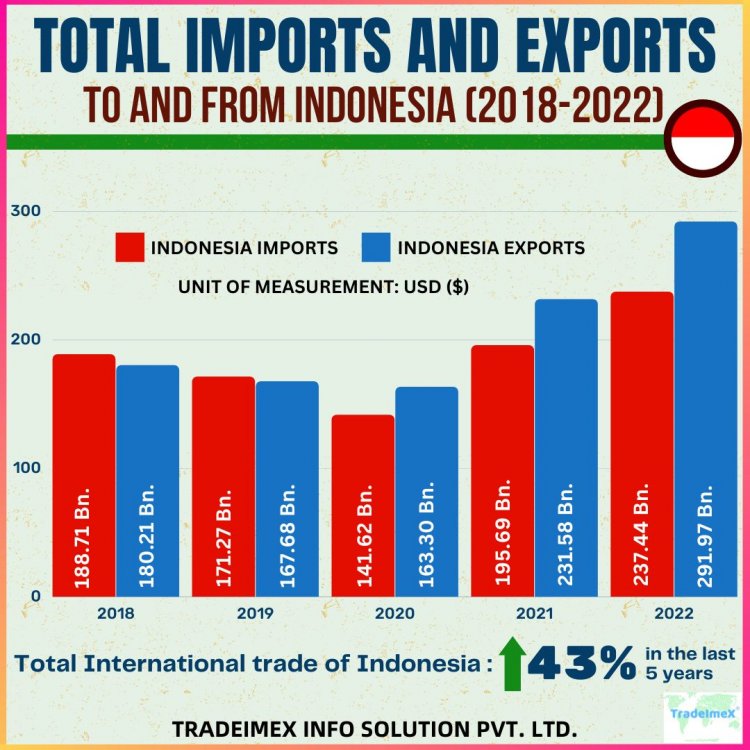 TOTAL IMPORTS AND EXPORTS
TO AND FROM INDONESIA (2018-2022)
300
INDONESIA IMPORTS INDONESIA EXPORTS
UNIT OF MEASUREMENT: USD ($)
200
100
0
188.71 Bn.
180.21 Bn.
171.27 Bn.
167.68 Bn.
141.62 Bn.
163.30 Bn.
195.69 Bn.
231.58 Bn.
237.44 Bn.
291.97 Bn.
2018 2019 2020 2021 2022
Total International trade of Indonesia : 43% in the last
5 years
TradeImeX
TRADEIMEX INFO SOLUTION PVT. LTD.